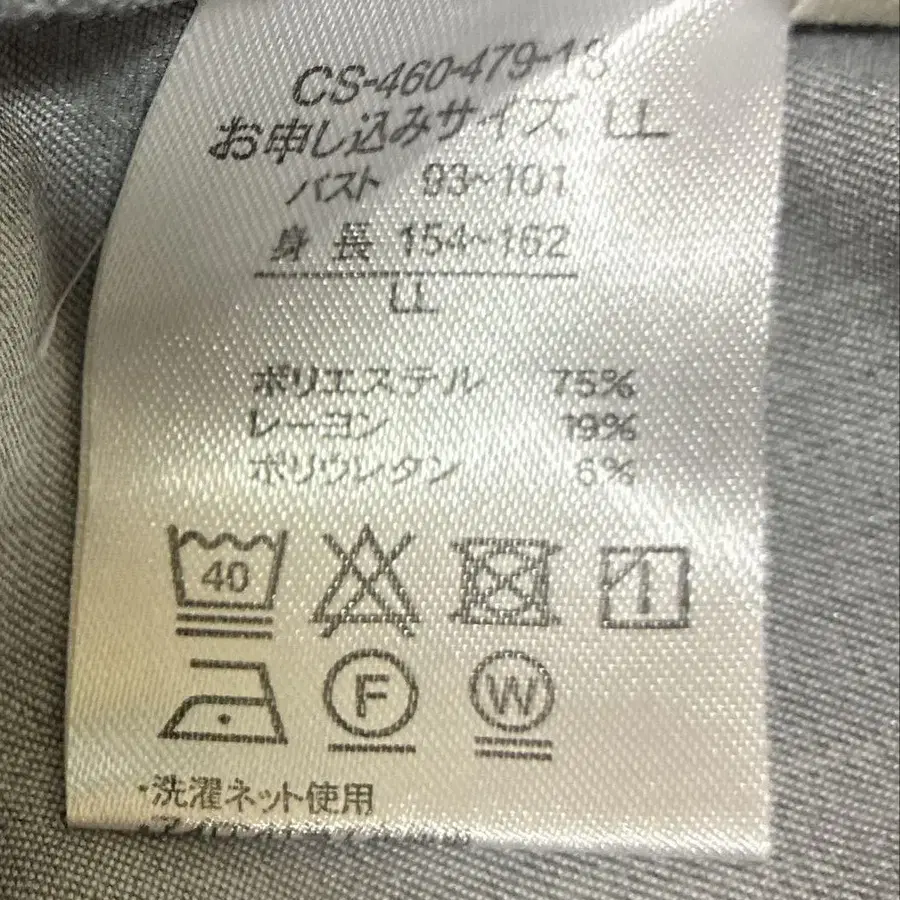 CS-460-479-18
お申し込みサイズ LL
バスト 93~101
身長 154~162
LL
ポリエステル 75%
レーヨン 19%
ポリウレタン 6%
40
F
W
・洗濯ネット使用